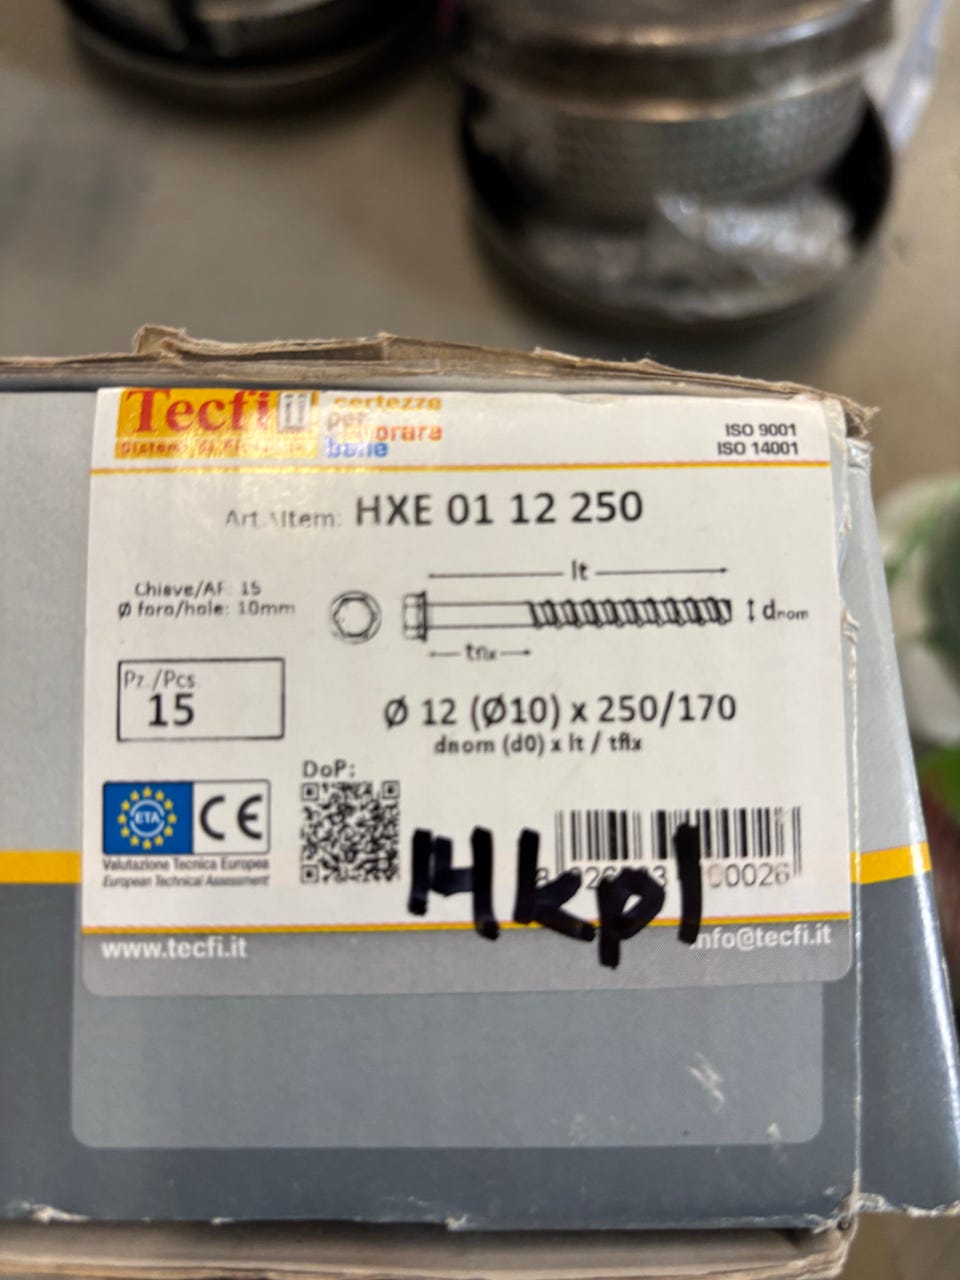 Tecfi
certezze
per
lavorare
bene
ISO 9001
ISO 14001
Art./Item: HXE 01 12 250
Chiave/AF: 15
Ø foro/hole: 10mm
lt
dnom
tfix
Pz./Pcs.
15
Ø 12 (Ø10) x 250/170
dnom (d0) x lt / tfix
DoP:
ETA
CE
Valutazione Tecnica Europea
European Technical Assessment
00026
www.tecfi.it
info@tecfi.it